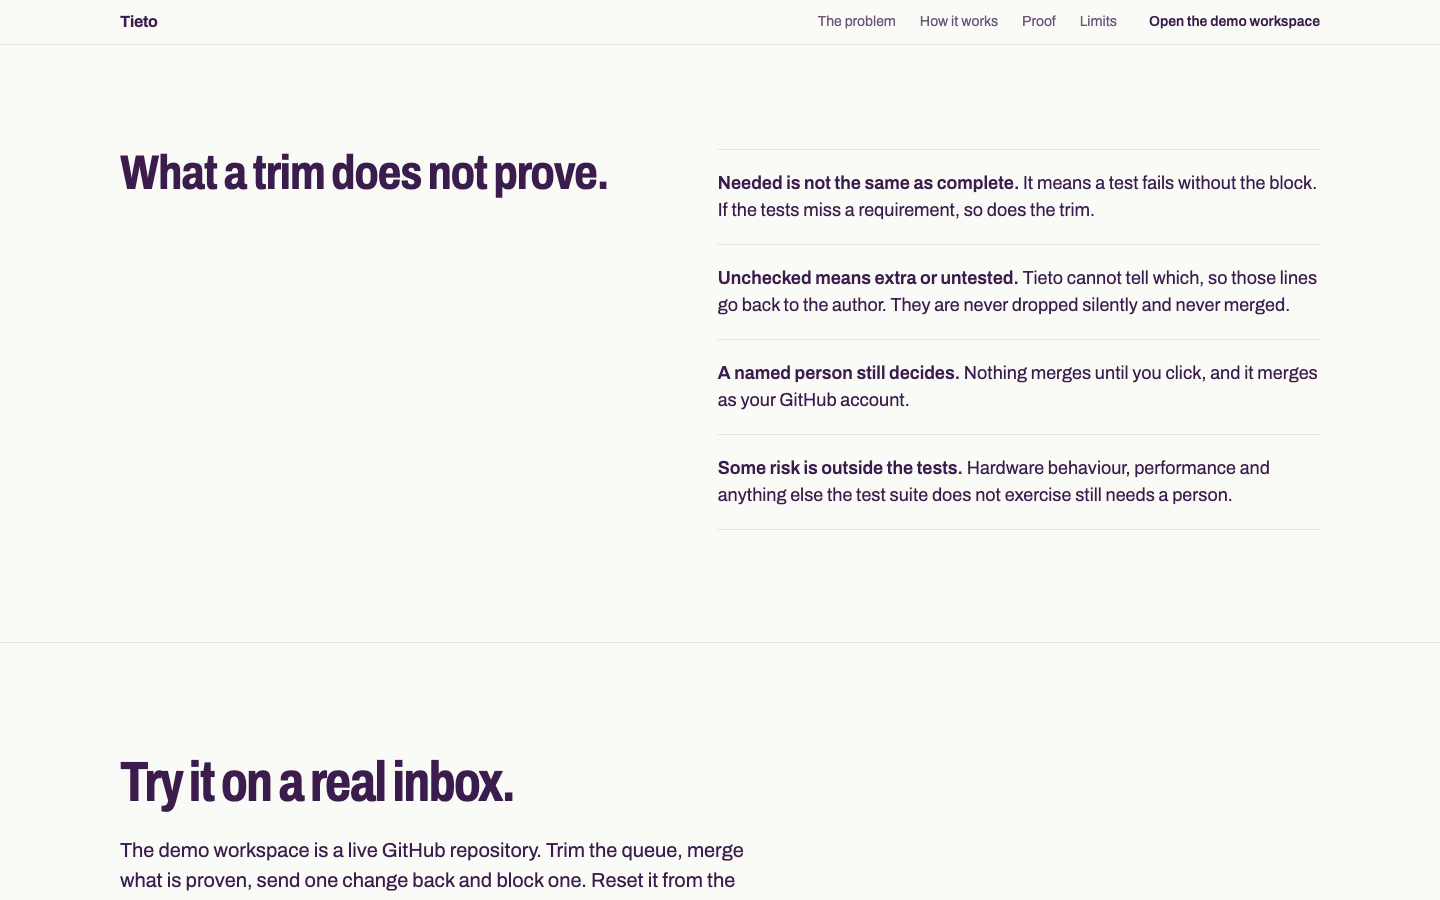 Tieto
The problem
How it works
Proof
Limits
Open the demo workspace
What a trim does not prove.
Needed is not the same as complete. It means a test fails without the block.
If the tests miss a requirement, so does the trim.
Unchecked means extra or untested. Tieto cannot tell which, so those lines
go back to the author. They are never dropped silently and never merged.
A named person still decides. Nothing merges until you click, and it merges
as your GitHub account.
Some risk is outside the tests. Hardware behaviour, performance and
anything else the test suite does not exercise still needs a person.
Try it on a real inbox.
The demo workspace is a live GitHub repository. Trim the queue, merge
what is proven, send one change back and block one. Reset it from the